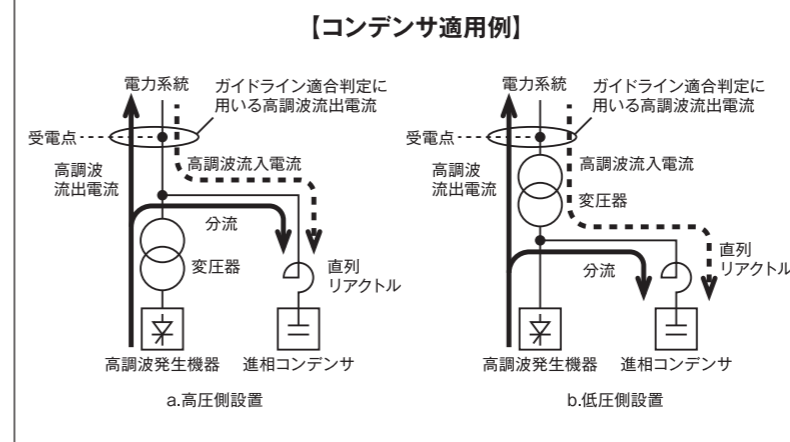 【コンデンサ適用例】
電力系統
ガイドライン適合判定に
用いる高調波流出電流
受電点
高調波
流出電流
高調波流入電流
分流
変圧器
直列
リアクトル
高調波発生機器
進相コンデンサ
a.高圧側設置
電力系統
ガイドライン適合判定に
用いる高調波流出電流
受電点
高調波
流出電流
高調波流入電流
変圧器
分流
直列
リアクトル
高調波発生機器
進相コンデンサ
b.低圧側設置